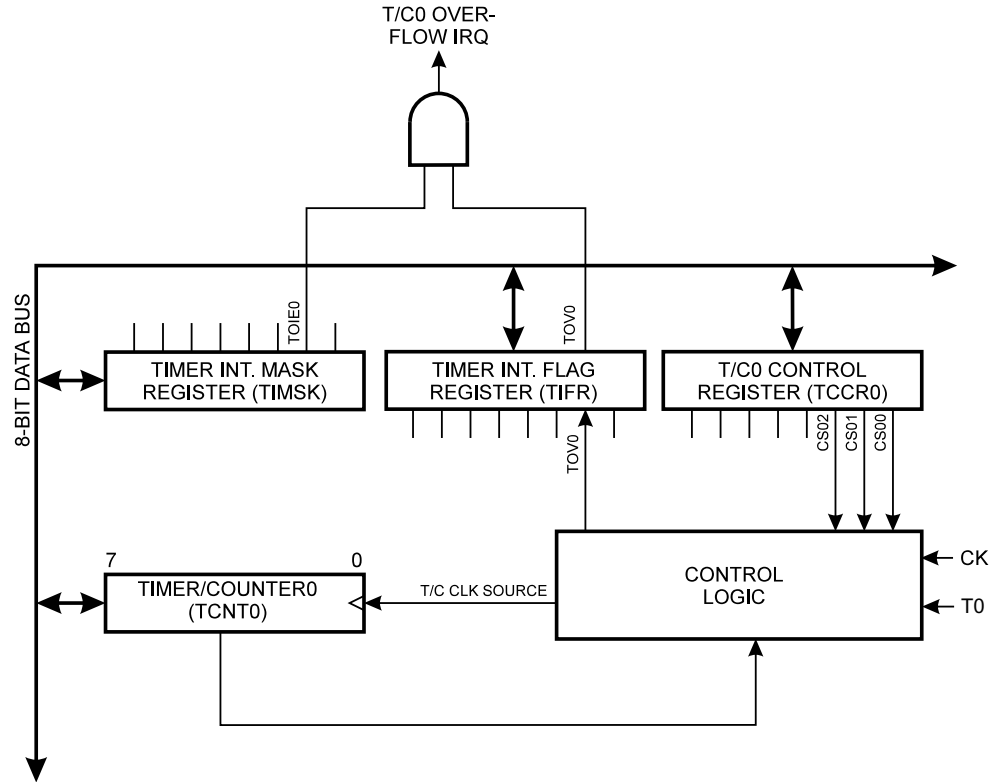 T/C0 OVER-
FLOW IRQ
8-BIT DATA BUS
TOIE0
TOV0
TIMER INT. MASK
REGISTER (TIMSK)
TIMER INT. FLAG
REGISTER (TIFR)
T/C0 CONTROL
REGISTER (TCCR0)
TOV0
CS02
CS01
CS00
7
0
TIMER/COUNTER0
(TCNT0)
T/C CLK SOURCE
CONTROL
LOGIC
CK
T0